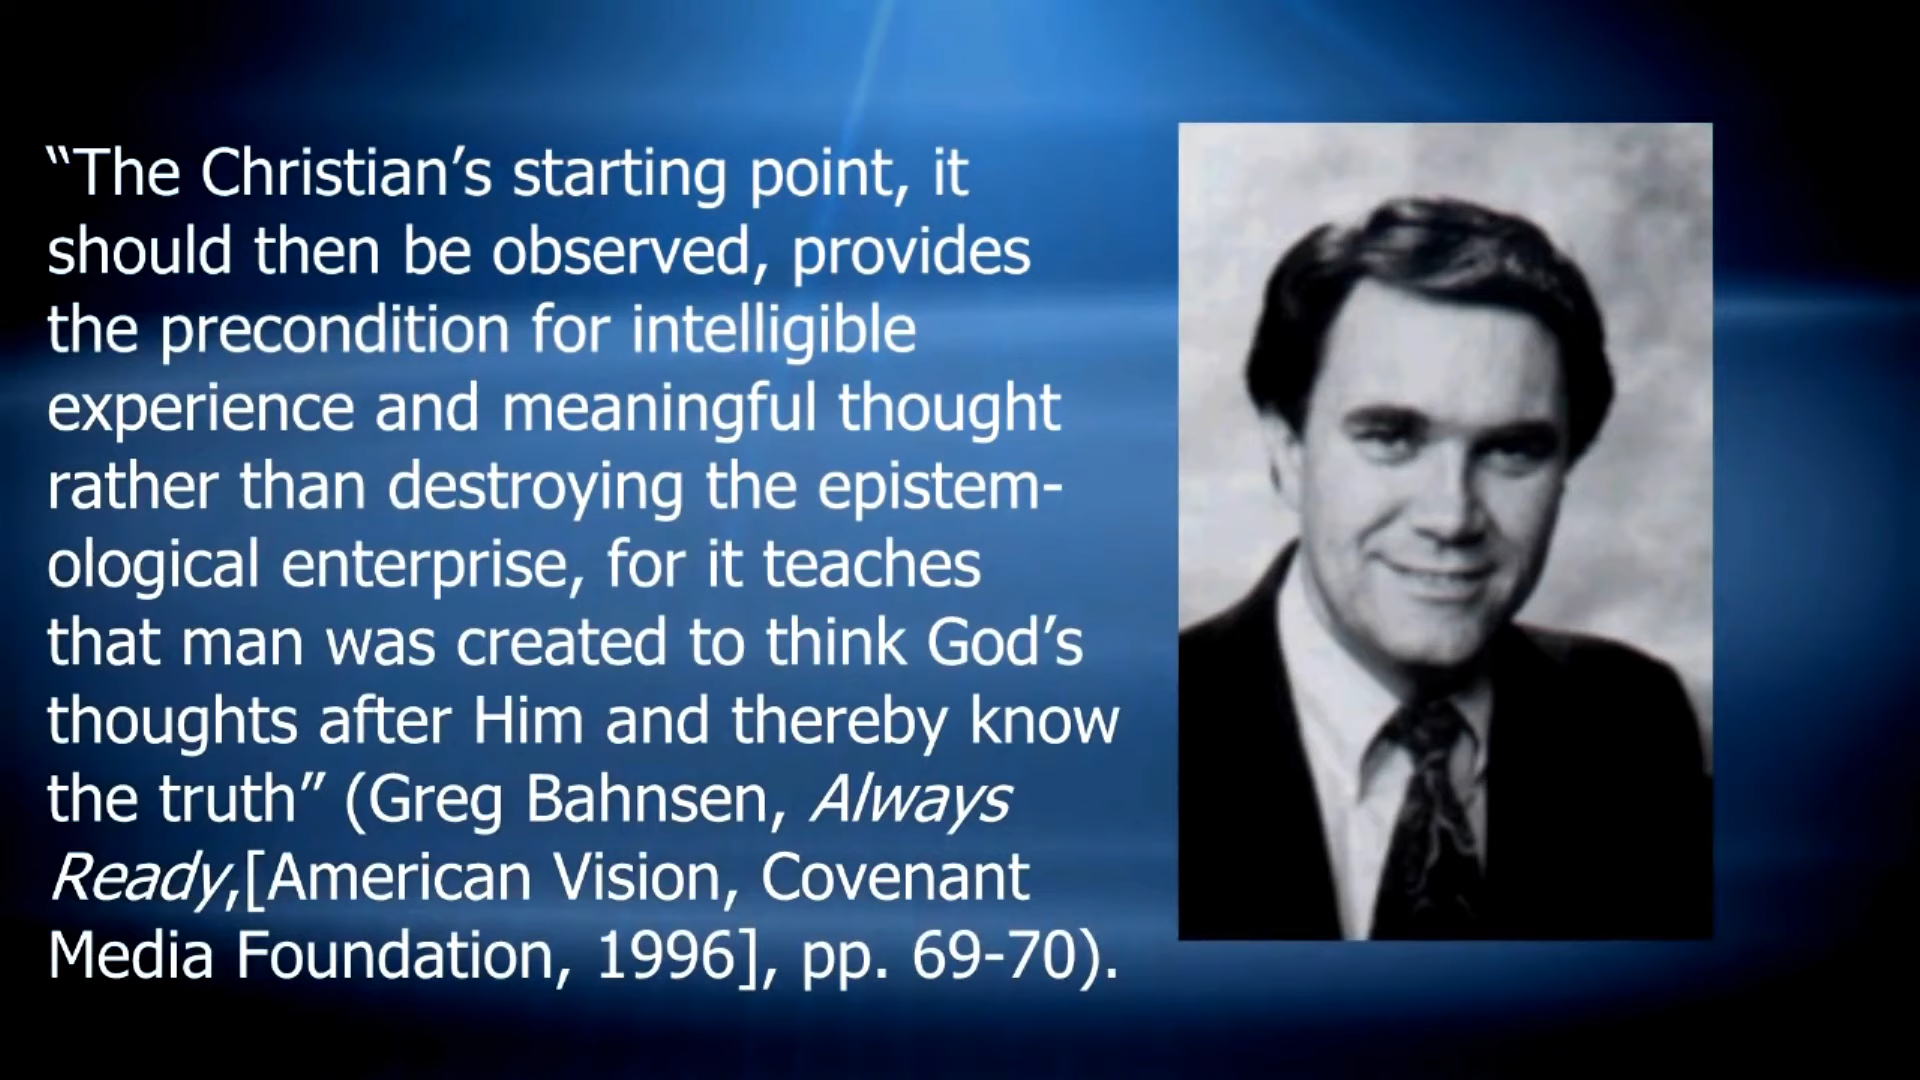 “The Christian’s starting point, it
should then be observed, provides
the precondition for intelligible
experience and meaningful thought
rather than destroying the epistem-
ological enterprise, for it teaches
that man was created to think God’s
thoughts after Him and thereby know
the truth” (Greg Bahnsen, Always
Ready,[American Vision, Covenant
Media Foundation, 1996], pp. 69-70).